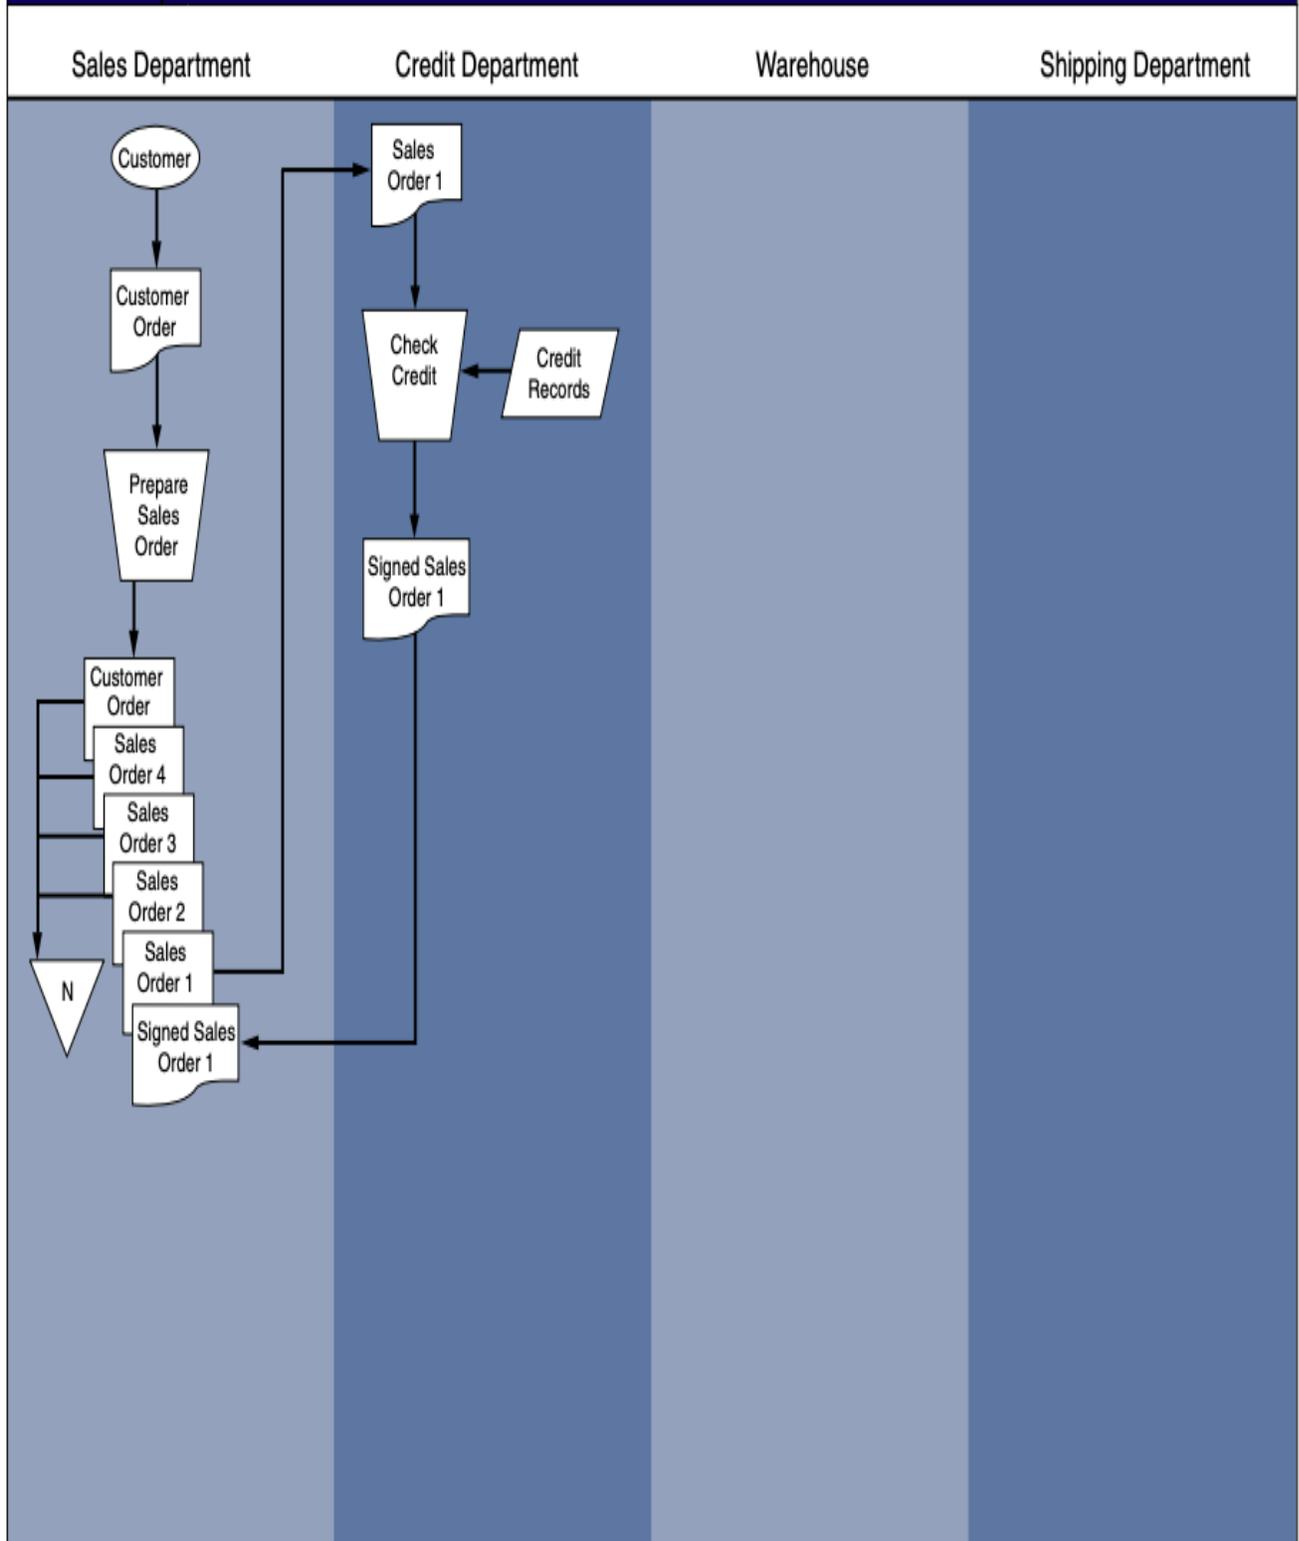 Sales Department
Credit Department
Warehouse
Shipping Department
Customer
Customer
Order
Prepare
Sales
Order
Customer
Order
Sales
Order 4
Sales
Order 3
Sales
Order 2
Sales
Order 1
Signed Sales
Order 1
N
Sales
Order 1
Check
Credit
Credit
Records
Signed Sales
Order 1